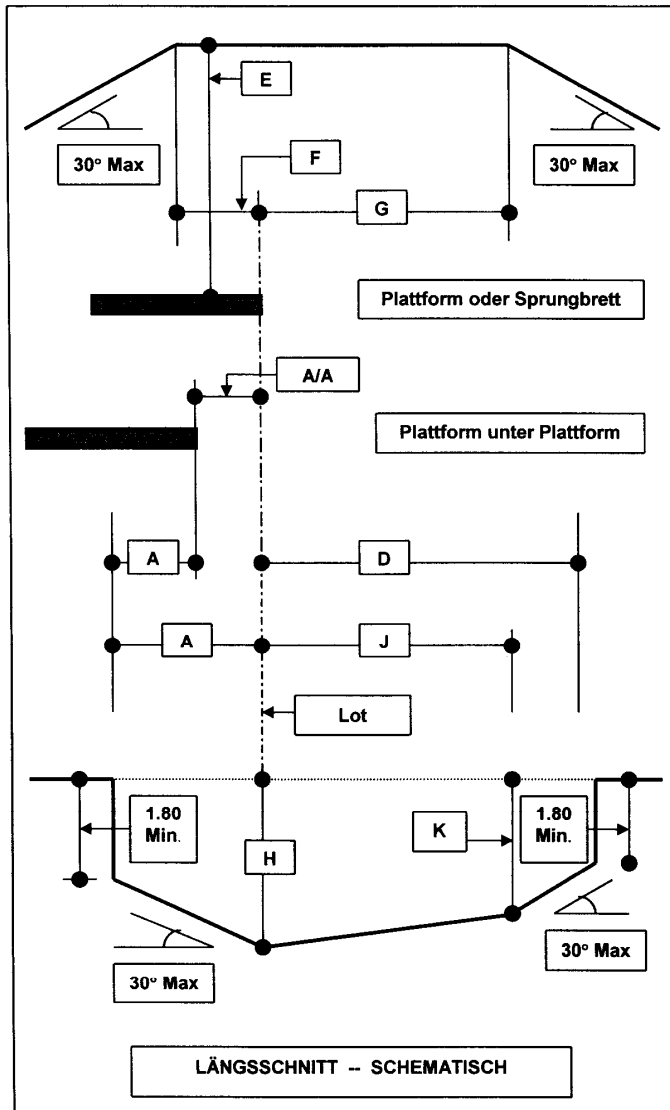 E
30° Max
30° Max
F
G
Plattform oder Sprungbrett
A/A
Plattform unter Plattform
A
D
A
J
Lot
1.80
Min.
K
1.80
Min.
H
30° Max
30° Max
LÄNGSSCHNITT -- SCHEMATISCH